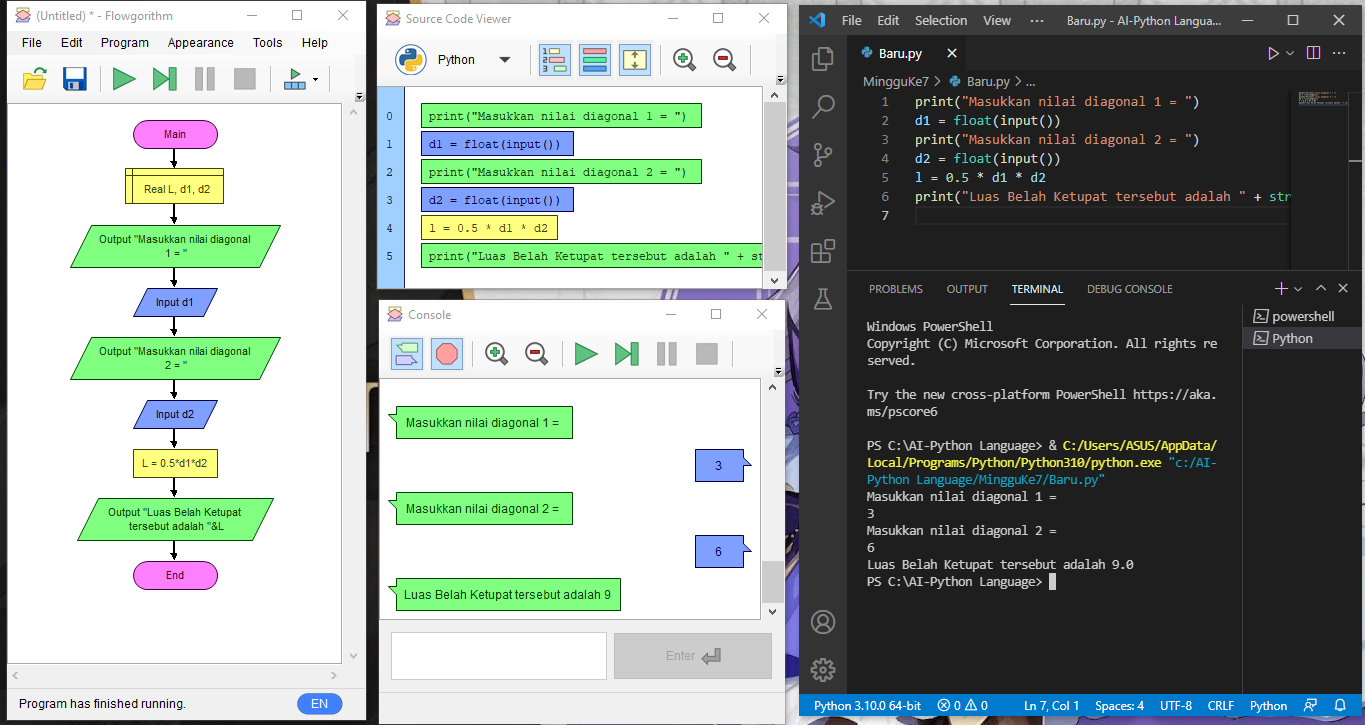 (Untitled) * - Flowgorithm
File Edit Program Appearance Tools Help
Main
Real L, d1, d2
Output "Masukkan nilai diagonal
1 = "
Input d1
Output "Masukkan nilai diagonal
2 = "
Input d2
L = 0.5*d1*d2
Output "Luas Belah Ketupat
tersebut adalah "&L
End
Program has finished running.
EN
Source Code Viewer
Python
0 print("Masukkan nilai diagonal 1 = ")
1 d1 = float(input())
2 print("Masukkan nilai diagonal 2 = ")
3 d2 = float(input())
4 l = 0.5 * d1 * d2
5 print("Luas Belah Ketupat tersebut adalah " + st
Console
Masukkan nilai diagonal 1 =
3
Masukkan nilai diagonal 2 =
6
Luas Belah Ketupat tersebut adalah 9
Enter
File Edit Selection View ··· Baru.py - AI-Python Langua...
Baru.py
MingguKe7 > Baru.py > ...
1 print("Masukkan nilai diagonal 1 = ")
2 d1 = float(input())
3 print("Masukkan nilai diagonal 2 = ")
4 d2 = float(input())
5 l = 0.5 * d1 * d2
6 print("Luas Belah Ketupat tersebut adalah " + str
7
PROBLEMS OUTPUT TERMINAL DEBUG CONSOLE
powershell
Python
Windows PowerShell
Copyright (C) Microsoft Corporation. All rights re
served.
Try the new cross-platform PowerShell https://aka.
ms/pscore6
PS C:\AI-Python Language> & C:/Users/ASUS/AppData/
Local/Programs/Python/Python310/python.exe "c:/AI-
Python Language/MingguKe7/Baru.py"
Masukkan nilai diagonal 1 =
3
Masukkan nilai diagonal 2 =
6
Luas Belah Ketupat tersebut adalah 9.0
PS C:\AI-Python Language>
Python 3.10.0 64-bit 0 0 Ln 7, Col 1 Spaces: 4 UTF-8 CRLF Python